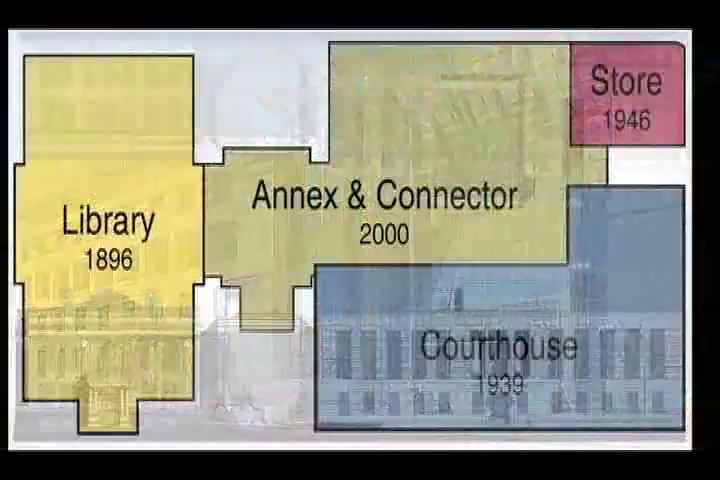 Store
1946
Annex & Connector
2000
Library
1896
Courthouse
1939